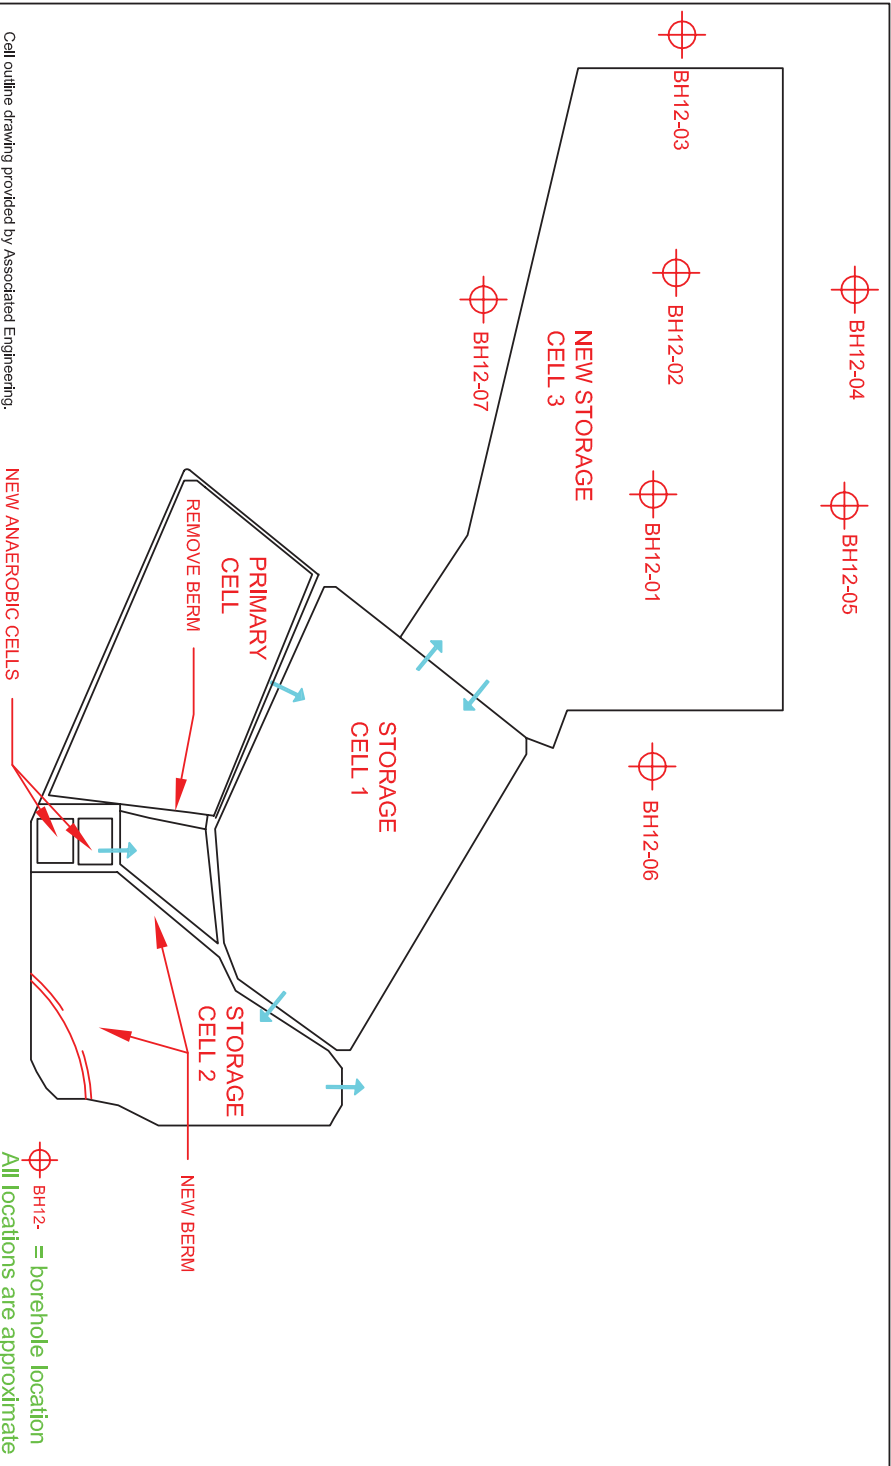 BH12-04
BH12-05
BH12-03
BH12-02
BH12-01
BH12-06
NEW STORAGE
CELL 3
BH12-07
STORAGE
CELL 1
PRIMARY
CELL
REMOVE BERM
STORAGE
CELL 2
NEW BERM
NEW ANAEROBIC CELLS
Cell outline drawing provided by Associated Engineering.
BH12- = borehole location
All locations are approximate